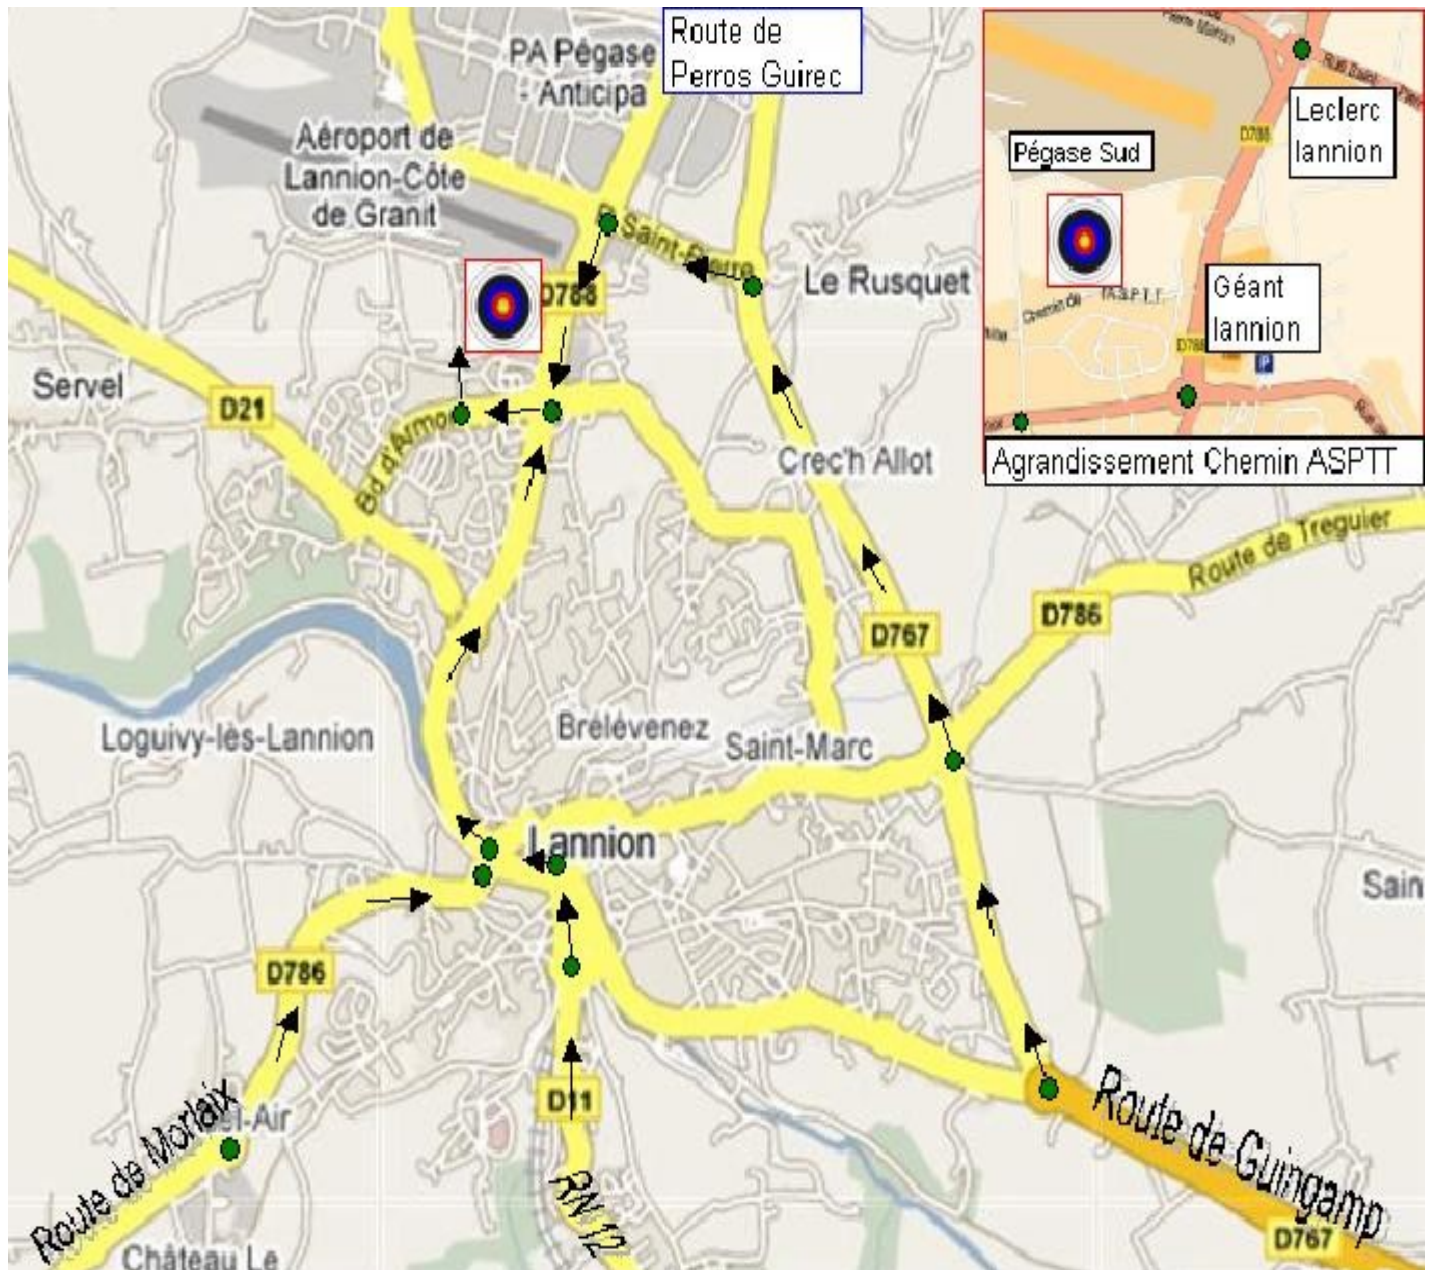 Route de
Perros Guirec
PA Pégase
- Anticipa
Aéroport de
Lannion-Côte
de Granit
Saint-Pierre
Le Rusquet
D788
Servel
D21
Bd d'Armor
Crec'h Allot
Route de Treguier
D786
D767
Loguivy-lès-Lannion
Brélévenez
Saint-Marc
Lannion
Sain
D786
D11
Route de Morlaix
el-Air
Route de Guingamp
RN 12
D767
Château Le
Leclerc
lannion
D788
Pégase Sud
Géant
lannion
Chemin de l'A.S.P.T.T.
D788
P
Rue de
Agrandissement Chemin ASPTT